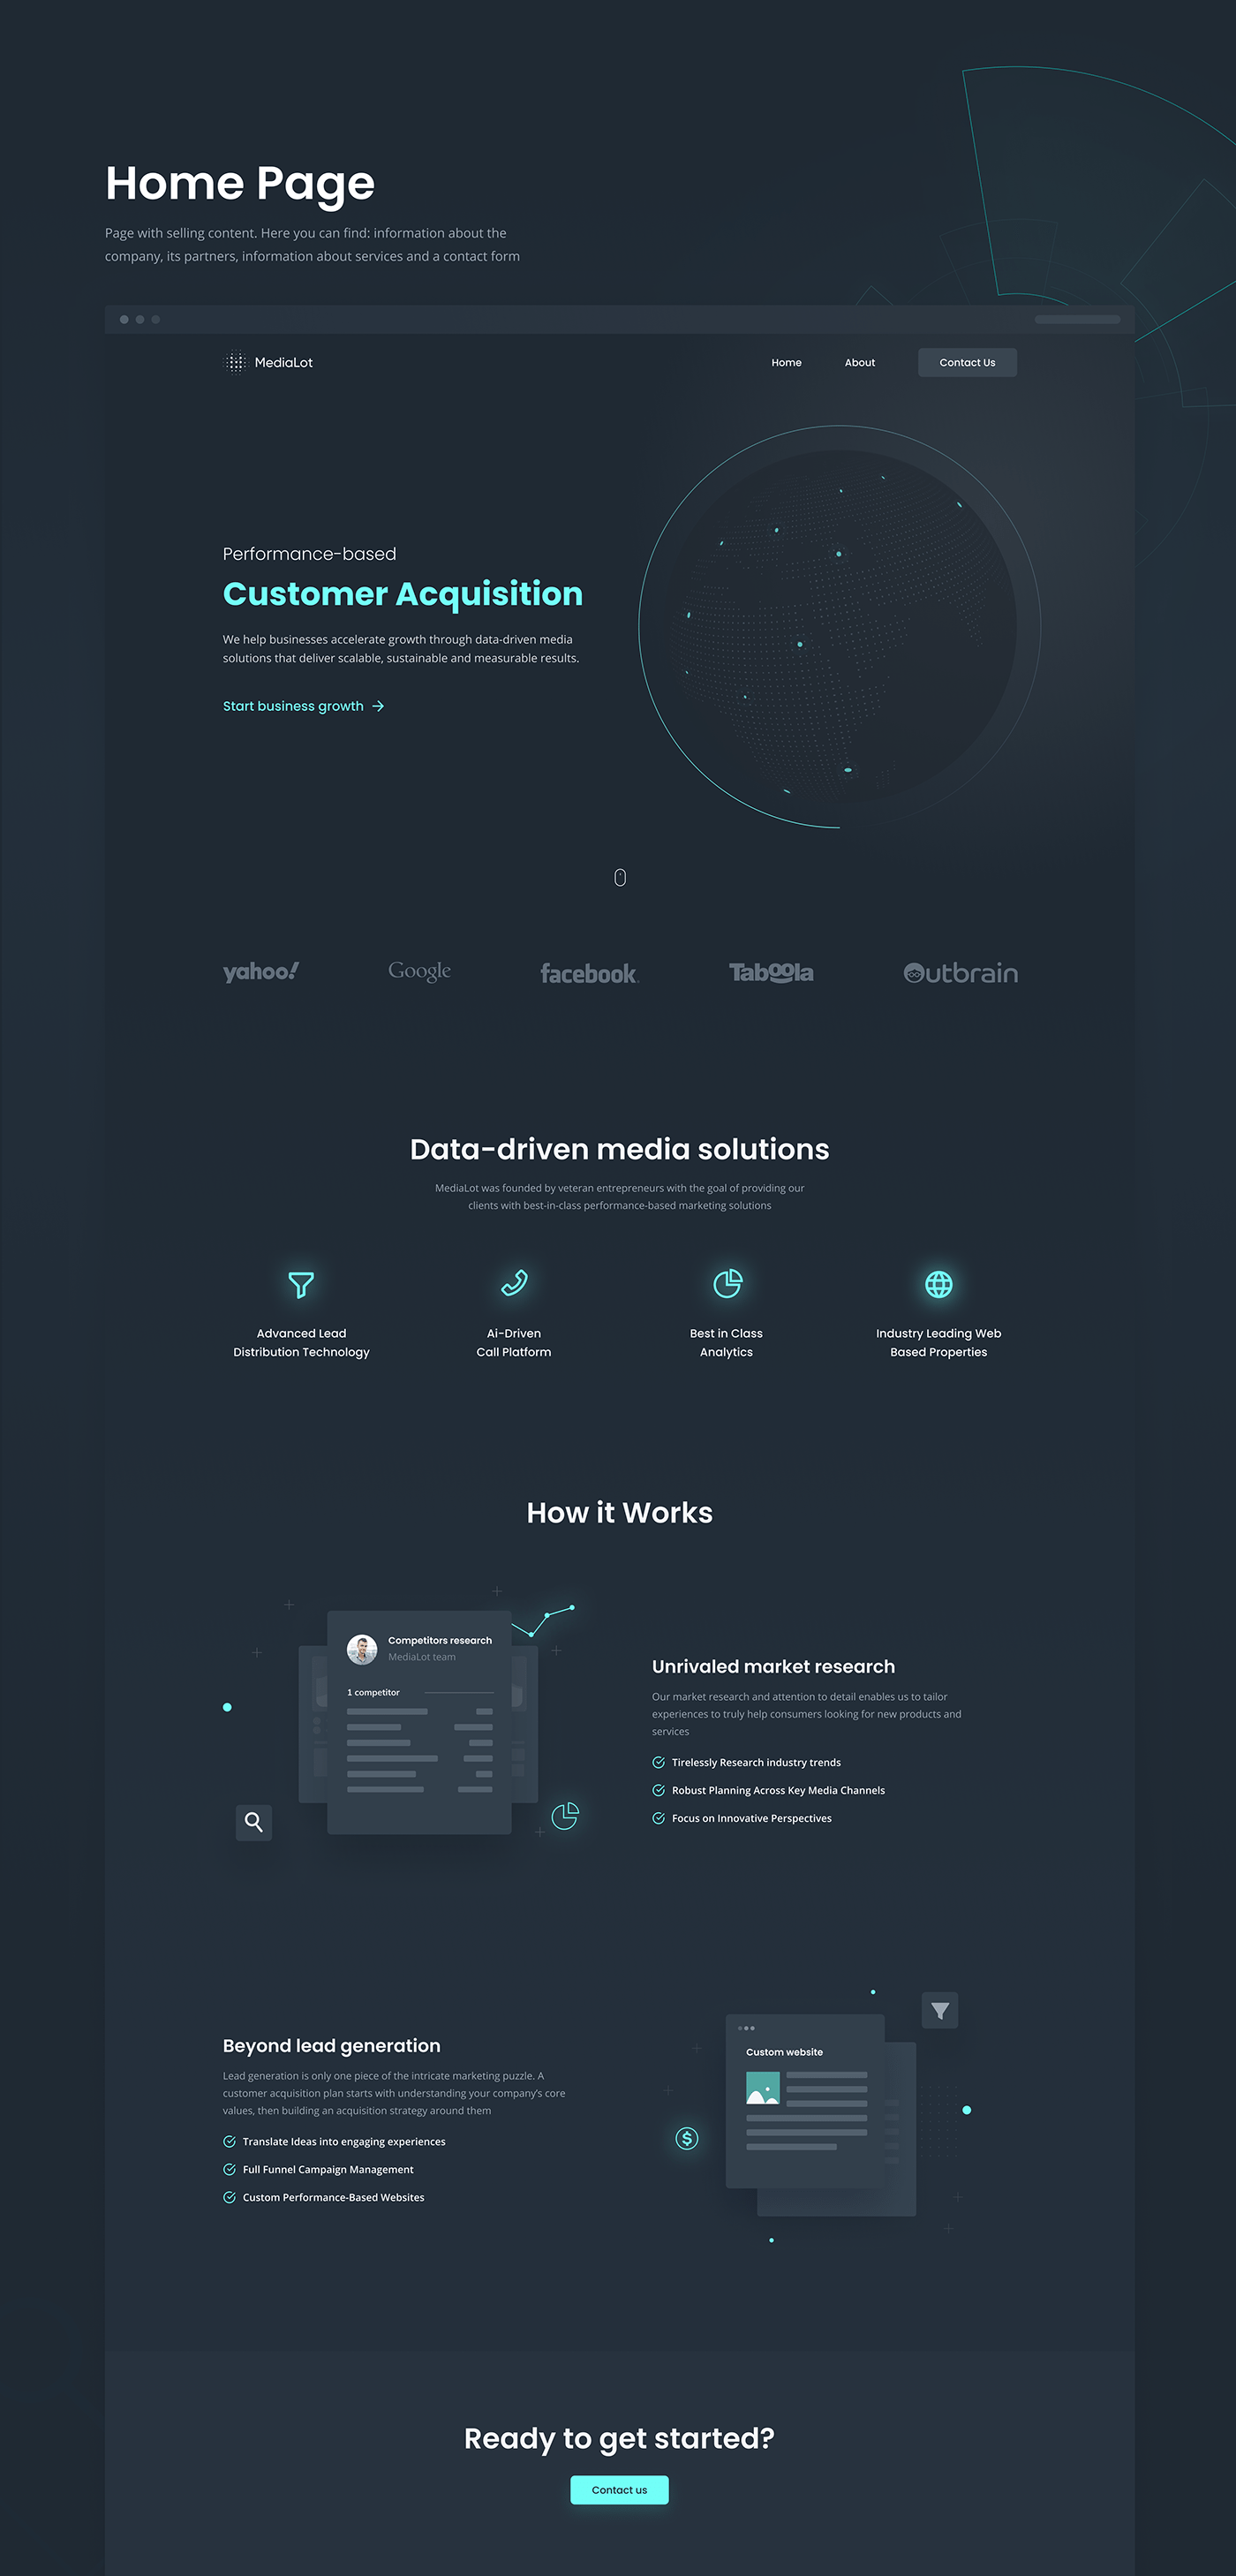 Home Page
Page with selling content. Here you can find: information about the
company, its partners, information about services and a contact form
MediaLot
Home
About
Contact Us
Performance-based
Customer Acquisition
We help businesses accelerate growth through data-driven media
solutions that deliver scalable, sustainable and measurable results.
Start business growth
yahoo!
Google
facebook
Taboola
Outbrain
Data-driven media solutions
MediaLot was founded by veteran entrepreneurs with the goal of providing our
clients with best-in-class performance-based marketing solutions
Advanced Lead
Distribution Technology
Ai-Driven
Call Platform
Best in Class
Analytics
Industry Leading Web
Based Properties
How it Works
Competitors research
MediaLot team
1 competitor
Unrivaled market research
Our market research and attention to detail enables us to tailor
experiences to truly help consumers looking for new products and
services
Tirelessly Research industry trends
Robust Planning Across Key Media Channels
Focus on Innovative Perspectives
Beyond lead generation
Lead generation is only one piece of the intricate marketing puzzle. A
customer acquisition plan starts with understanding your company's core
values, then building an acquisition strategy around them
Translate Ideas into engaging experiences
Full Funnel Campaign Management
Custom Performance-Based Websites
Custom website
$
Ready to get started?
Contact us